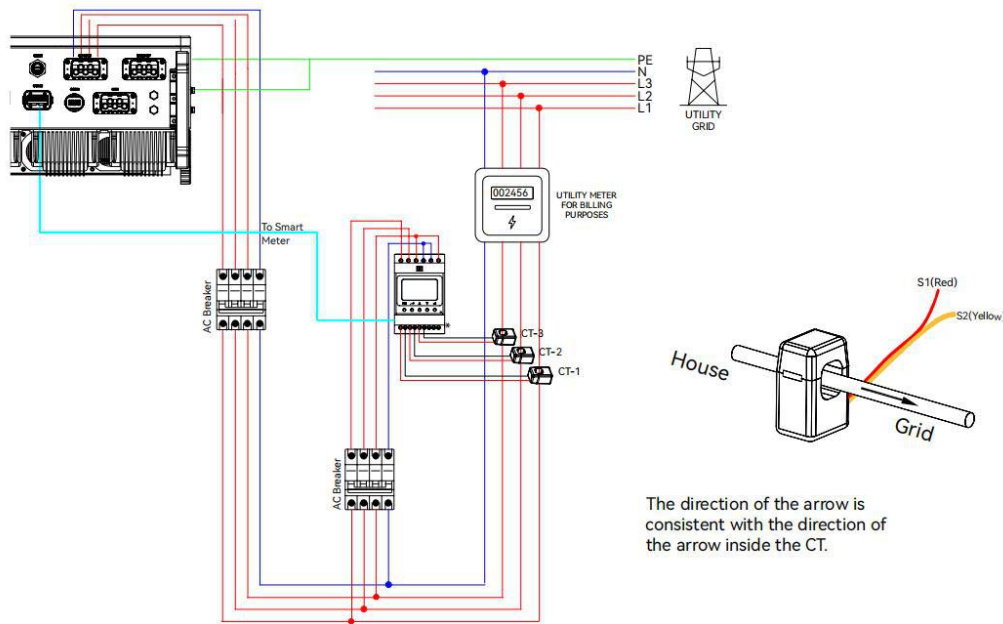 PE
N
L3
L2
L1
UTILITY
GRID
002456
UTILITY METER
FOR BILLING
PURPOSES
To Smart
Meter
AC Breaker
*
CT-3
CT-2
CT-1
AC Breaker
S1(Red)
S2(Yellow)
House
Grid
The direction of the arrow is
consistent with the direction of
the arrow inside the CT.